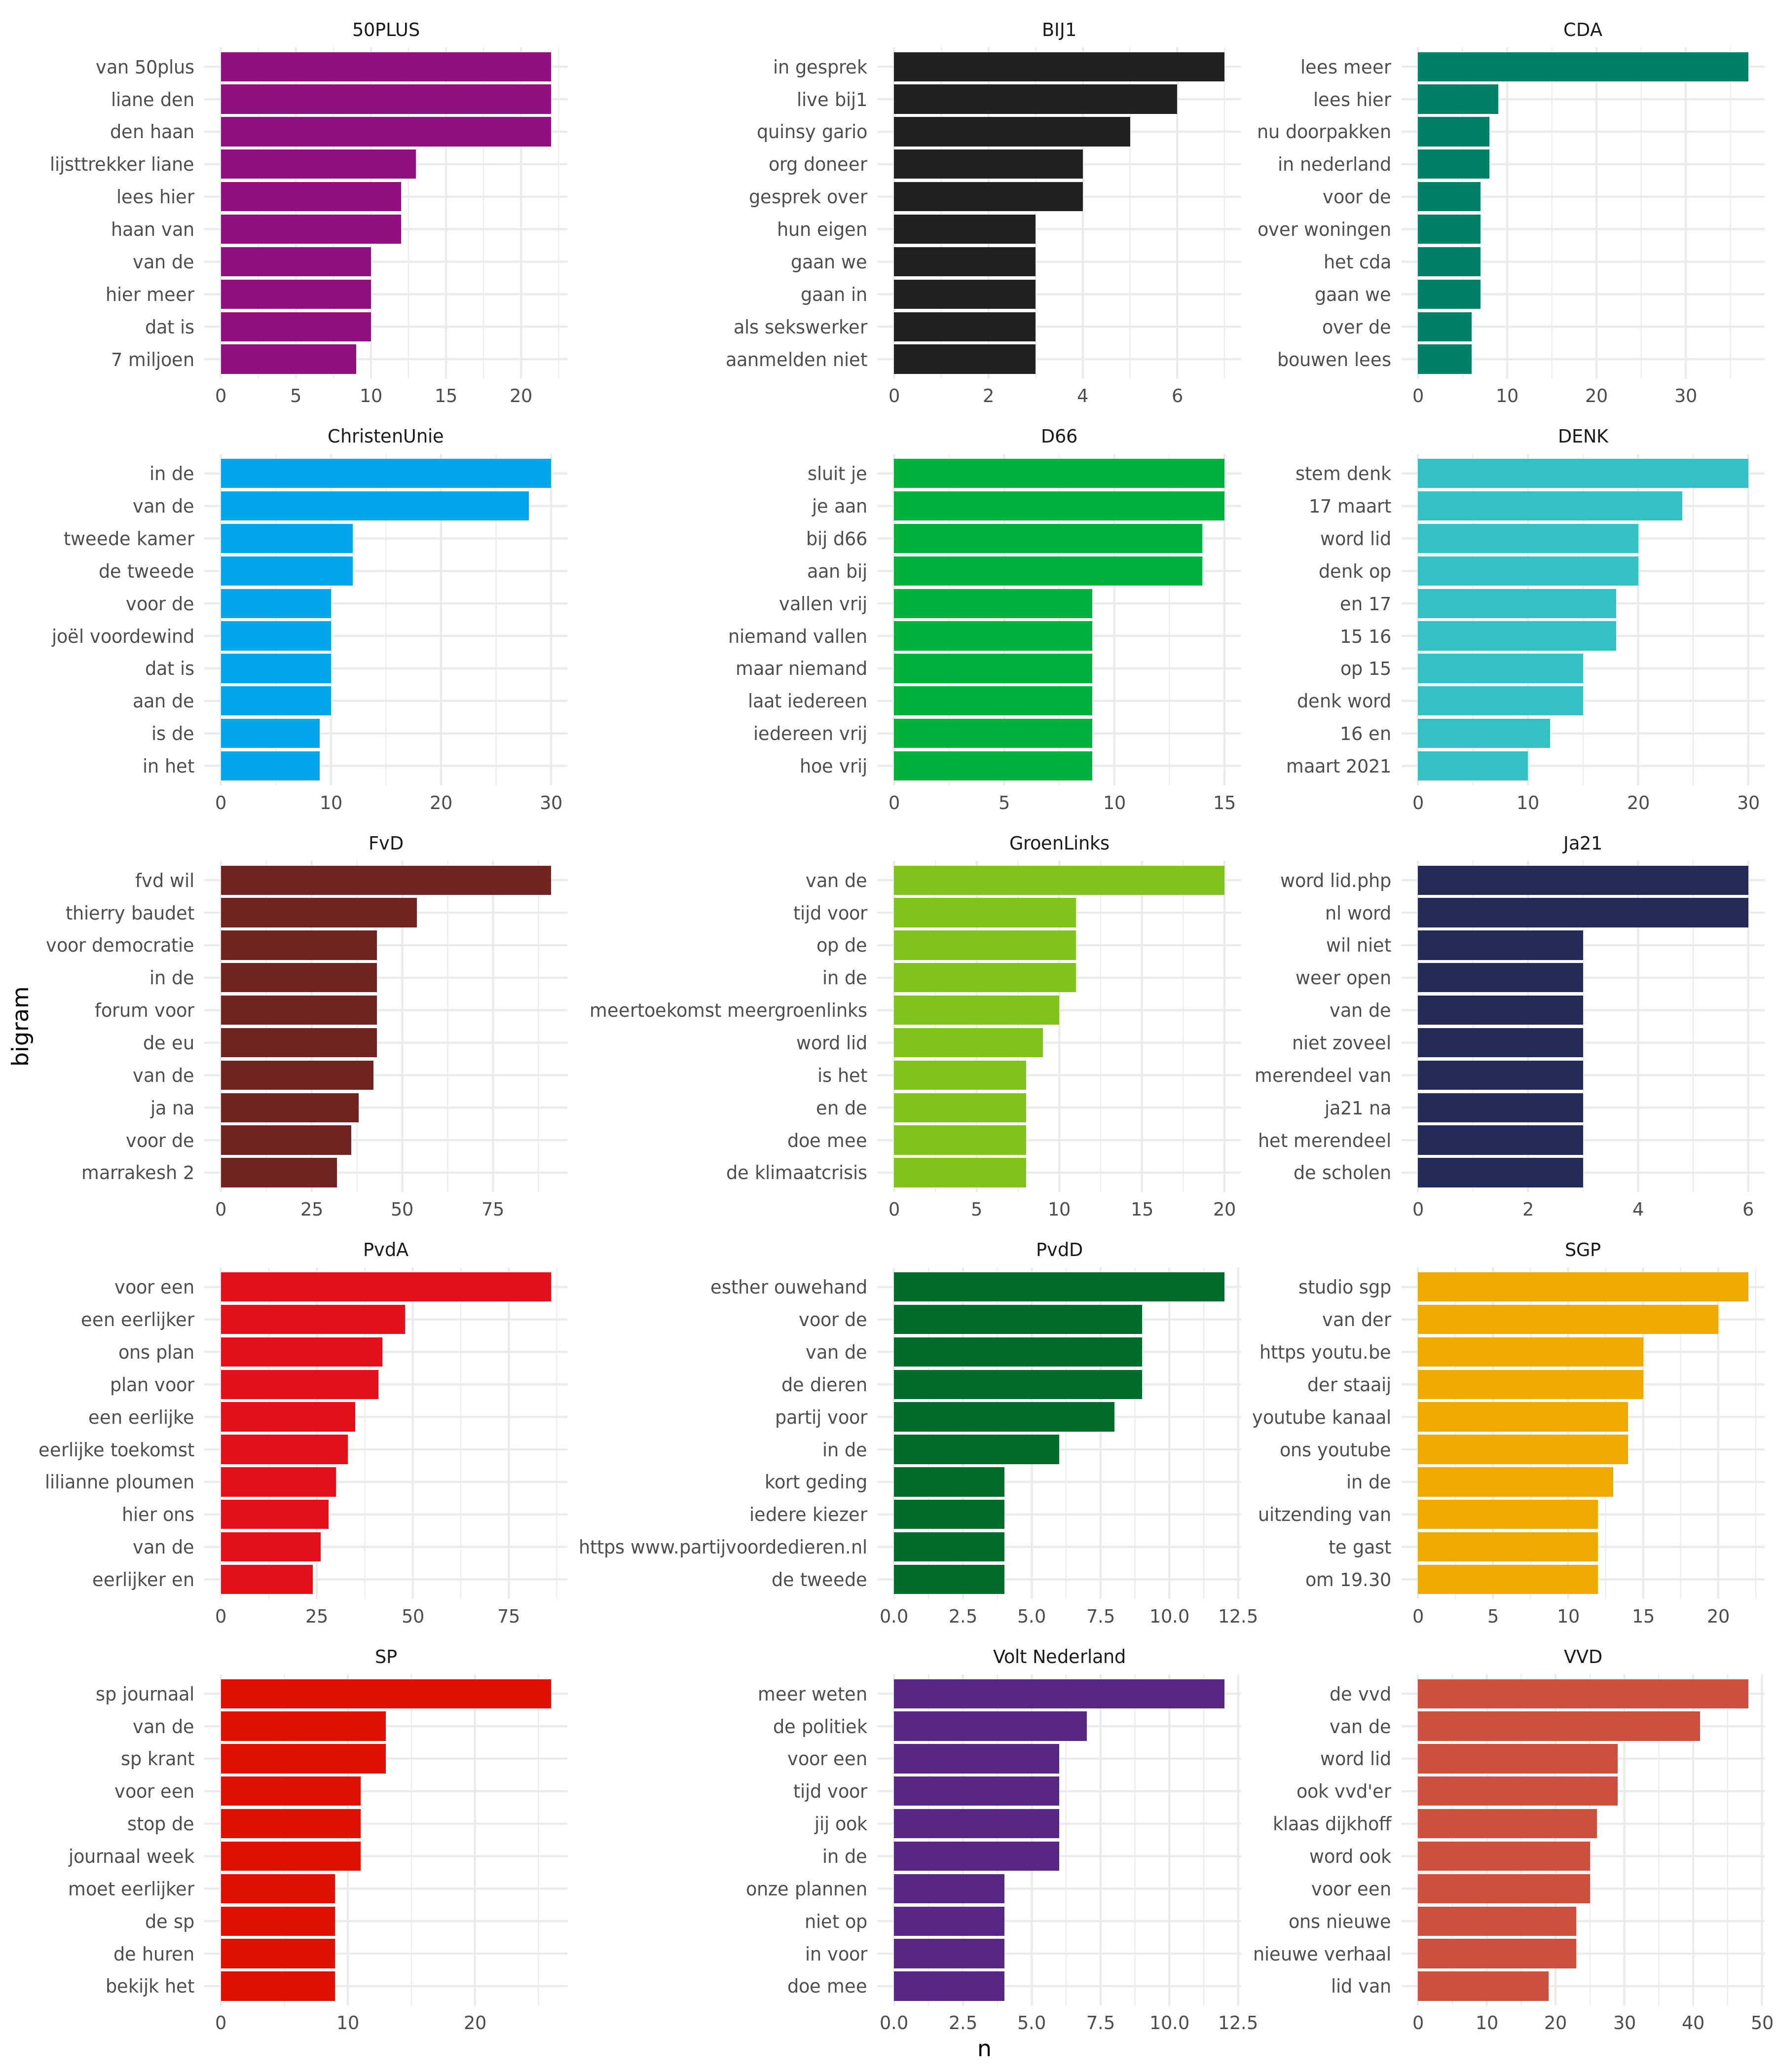 50PLUS
van 50plus
liane den
den haan
lijsttrekker liane
lees hier
haan van
van de
hier meer
dat is
7 miljoen
0 5 10 15 20
BIJ1
in gesprek
live bij1
quinsy gario
org doneer
gesprek over
hun eigen
gaan we
gaan in
als sekswerker
aanmelden niet
0 2 4 6
CDA
lees meer
lees hier
nu doorpakken
in nederland
voor de
over woningen
het cda
gaan we
over de
bouwen lees
0 10 20 30
ChristenUnie
in de
van de
tweede kamer
de tweede
voor de
joël voordewind
dat is
aan de
is de
in het
0 10 20 30
D66
sluit je
je aan
bij d66
aan bij
vallen vrij
niemand vallen
maar niemand
laat iedereen
iedereen vrij
hoe vrij
0 5 10 15
DENK
stem denk
17 maart
word lid
denk op
en 17
15 16
op 15
denk word
16 en
maart 2021
0 10 20 30
FvD
fvd wil
thierry baudet
voor democratie
in de
forum voor
de eu
van de
ja na
voor de
marrakesh 2
0 25 50 75
GroenLinks
van de
tijd voor
op de
in de
meertoekomst meergroenlinks
word lid
is het
en de
doe mee
de klimaatcrisis
0 5 10 15 20
Ja21
word lid.php
nl word
wil niet
weer open
van de
niet zoveel
merendeel van
ja21 na
het merendeel
de scholen
0 2 4 6
PvdA
voor een
een eerlijker
ons plan
plan voor
een eerlijke
eerlijke toekomst
lilianne ploumen
hier ons
van de
eerlijker en
0 25 50 75
PvdD
esther ouwehand
voor de
van de
de dieren
partij voor
in de
kort geding
iedere kiezer
https www.partijvoordedieren.nl
de tweede
0.0 2.5 5.0 7.5 10.0 12.5
SGP
studio sgp
van der
https youtu.be
der staaij
youtube kanaal
ons youtube
in de
uitzending van
te gast
om 19.30
0 5 10 15 20
SP
sp journaal
van de
sp krant
voor een
stop de
journaal week
moet eerlijker
de sp
de huren
bekijk het
0 10 20
Volt Nederland
meer weten
de politiek
voor een
tijd voor
jij ook
in de
onze plannen
niet op
in voor
doe mee
0.0 2.5 5.0 7.5 10.0 12.5
VVD
de vvd
van de
word lid
ook vvd'er
klaas dijkhoff
word ook
voor een
ons nieuwe
nieuwe verhaal
lid van
0 10 20 30 40 50
bigram
n